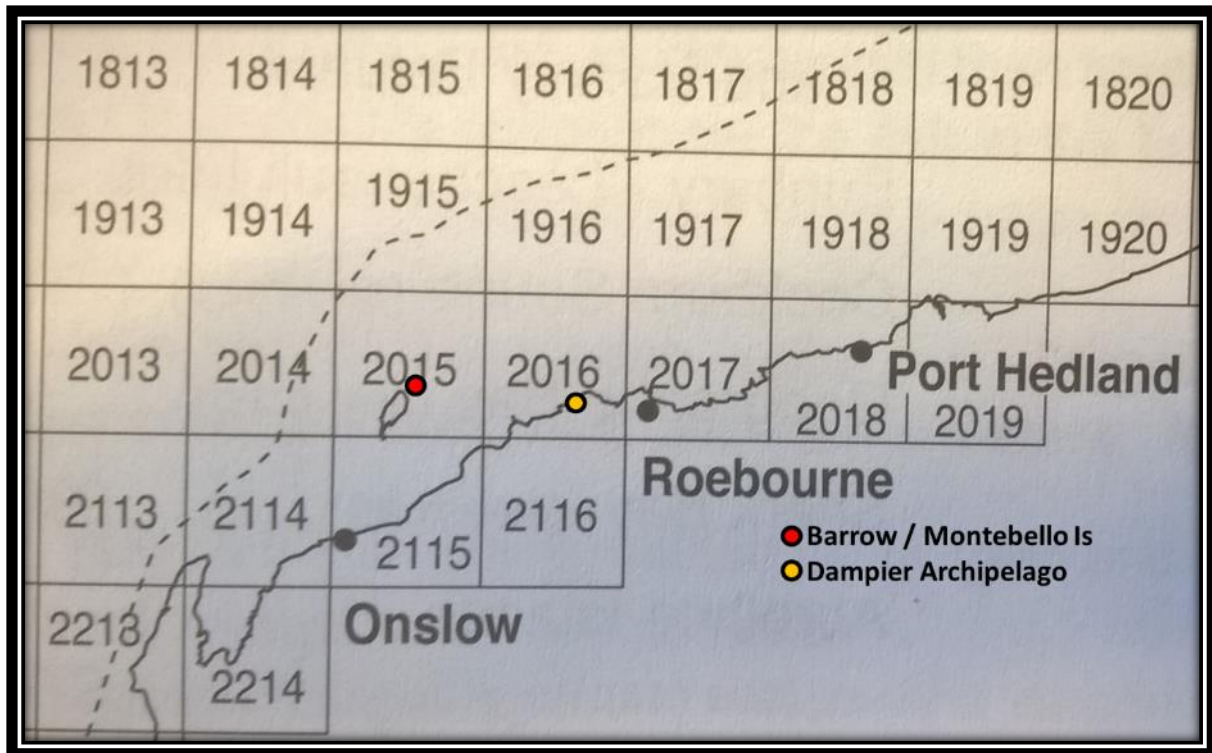 1813 1814 1815 1816 1817 1818 1819 1820
1913 1914 1915 1916 1917 1918 1919 1920
2013 2014 2015 2016 2017 Port Hedland
2018 2019
Roebourne
2113 2114 2115 2116
Barrow / Montebello Is
Dampier Archipelago
Onslow
2213 2214